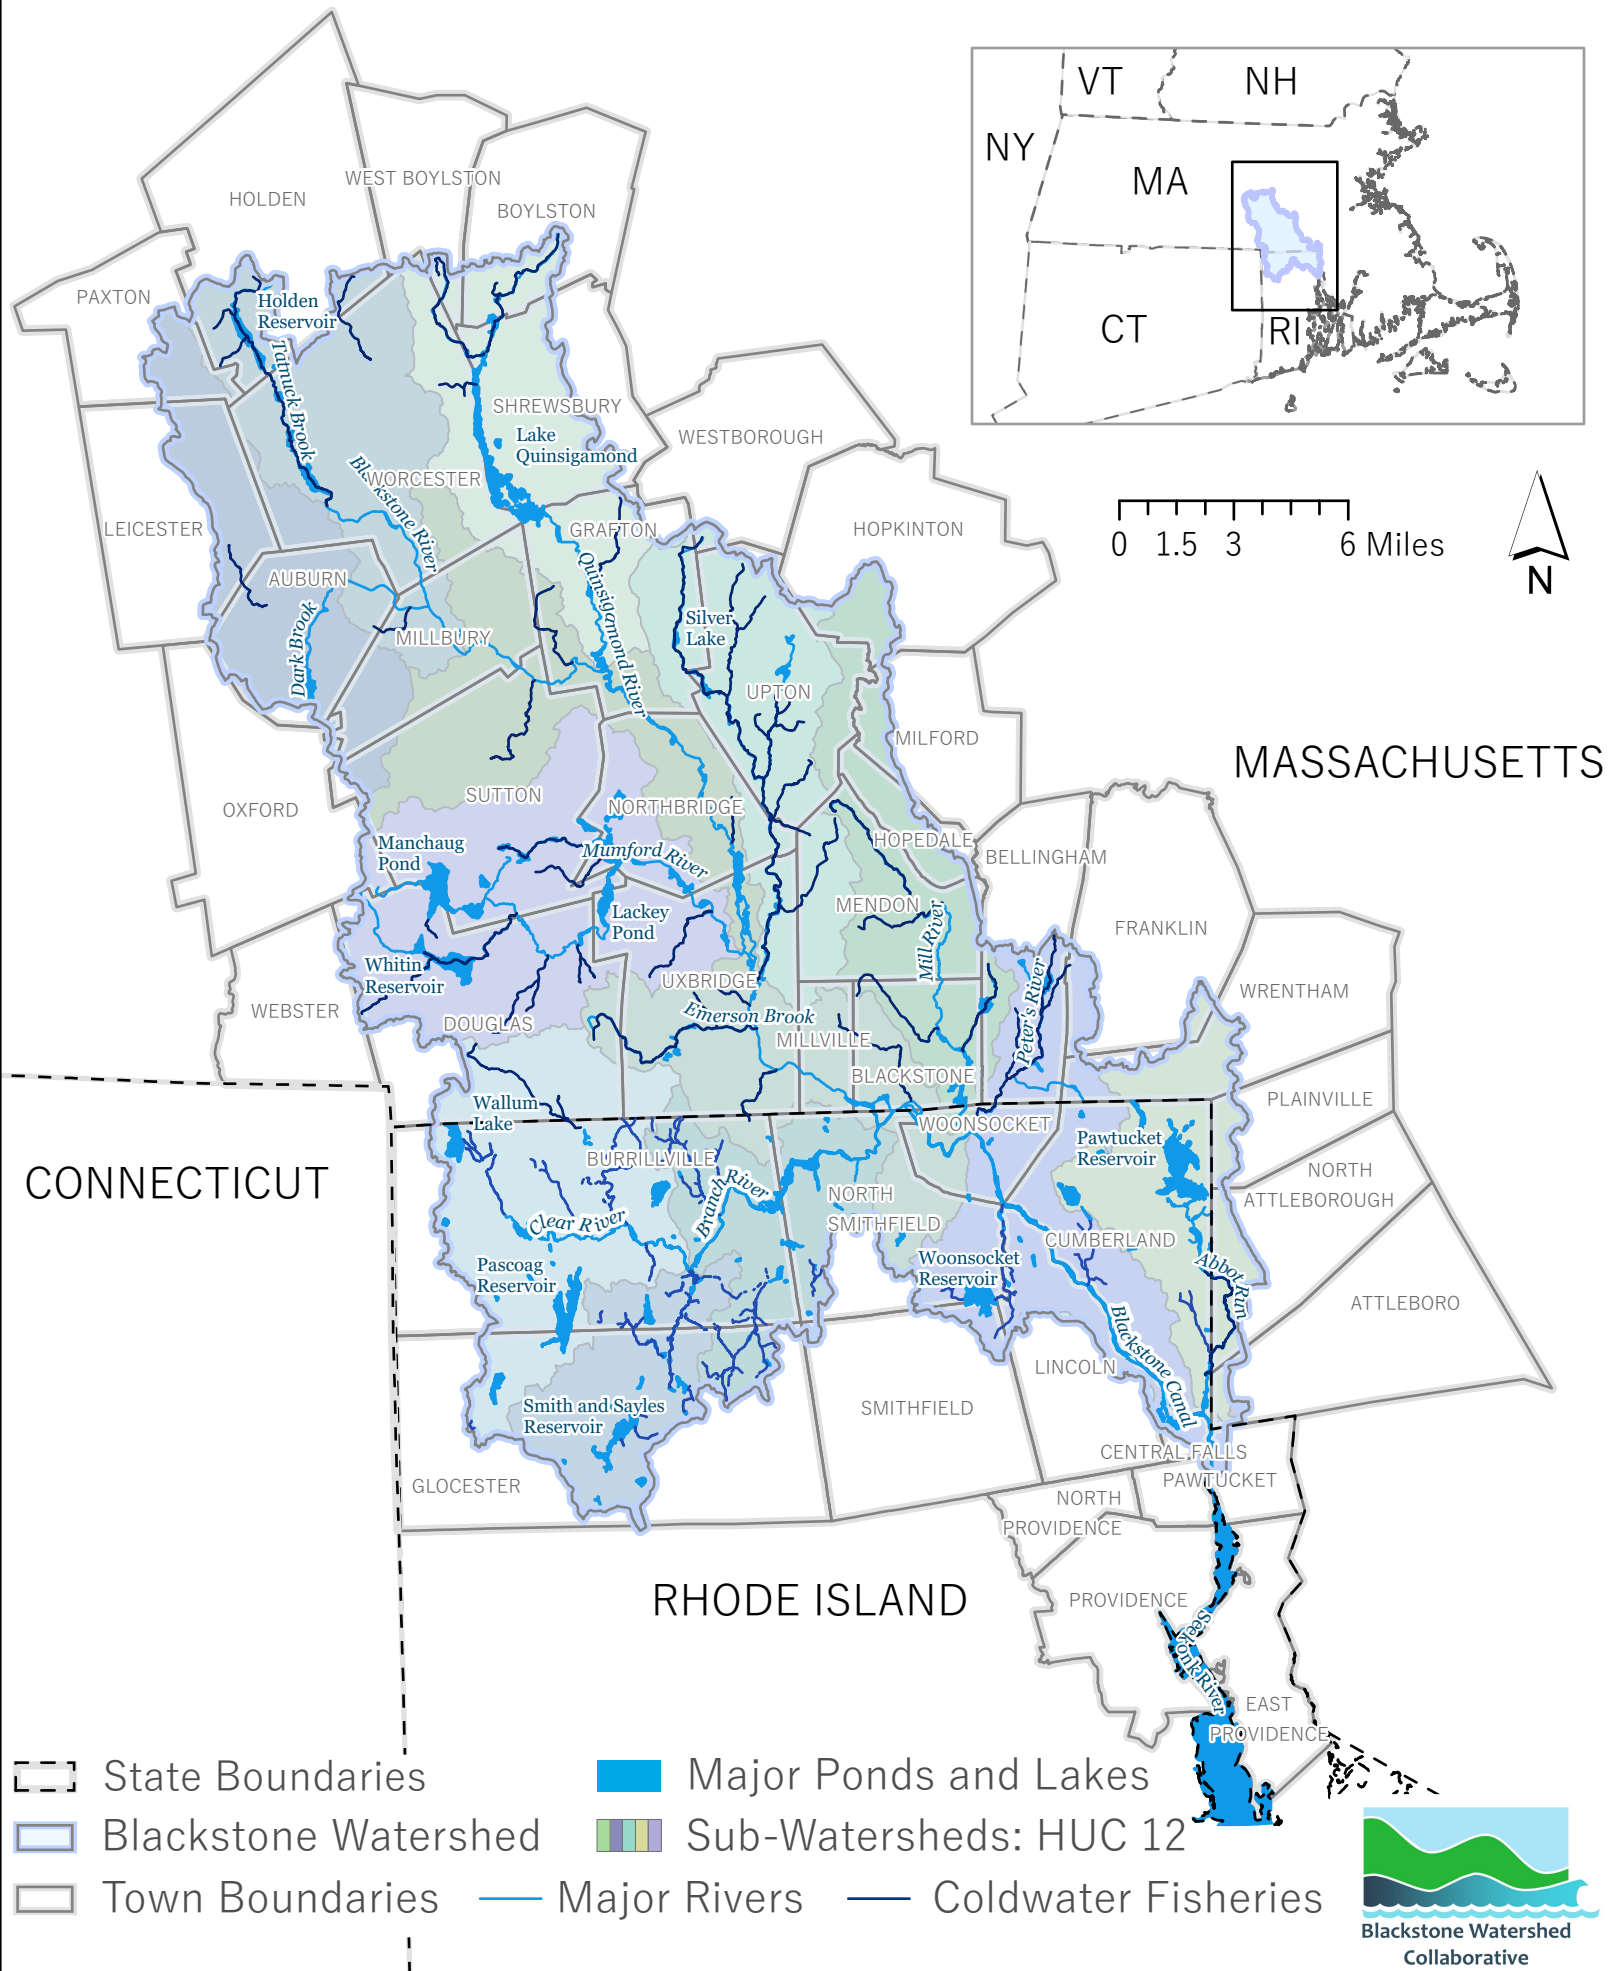 VT
NH
NY
MA
CT
RI
HOLDEN
WEST BOYLSTON
BOYLSTON
PAXTON
Holden
Reservoir
Tatnuck Brook
SHREWSBURY
Lake
Quinsigamond
WESTBOROUGH
WORCESTER
Blackstone River
LEICESTER
GRAFTON
HOPKINTON
0 1.5 3 6 Miles
N
AUBURN
Dark Brook
MILLBURY
Quinsigamond River
Silver
Lake
UPTON
MILFORD
MASSACHUSETTS
OXFORD
SUTTON
NORTHBRIDGE
HOPEDALE
BELLINGHAM
Manchaug
Pond
Mumford River
MENDON
Mill River
FRANKLIN
Lackey
Pond
Whitin
Reservoir
UXBRIDGE
Peter's River
WRENTHAM
WEBSTER
DOUGLAS
Emerson Brook
MILLVILLE
BLACKSTONE
PLAINVILLE
Wallum
Lake
WOONSOCKET
Pawtucket
Reservoir
CONNECTICUT
BURRILLVILLE
NORTH
ATTLEBOROUGH
Branch River
NORTH
SMITHFIELD
Clear River
CUMBERLAND
Woonsocket
Reservoir
Pascoag
Reservoir
Abbot Run
ATTLEBORO
Blackstone Canal
LINCOLN
Smith and Sayles
Reservoir
SMITHFIELD
CENTRAL FALLS
GLOCESTER
PAWTUCKET
NORTH
PROVIDENCE
RHODE ISLAND
PROVIDENCE
Seekonk River
EAST
PROVIDENCE
State Boundaries
Major Ponds and Lakes
Blackstone Watershed
Sub-Watersheds: HUC 12
Town Boundaries
Major Rivers
Coldwater Fisheries
Blackstone Watershed
Collaborative